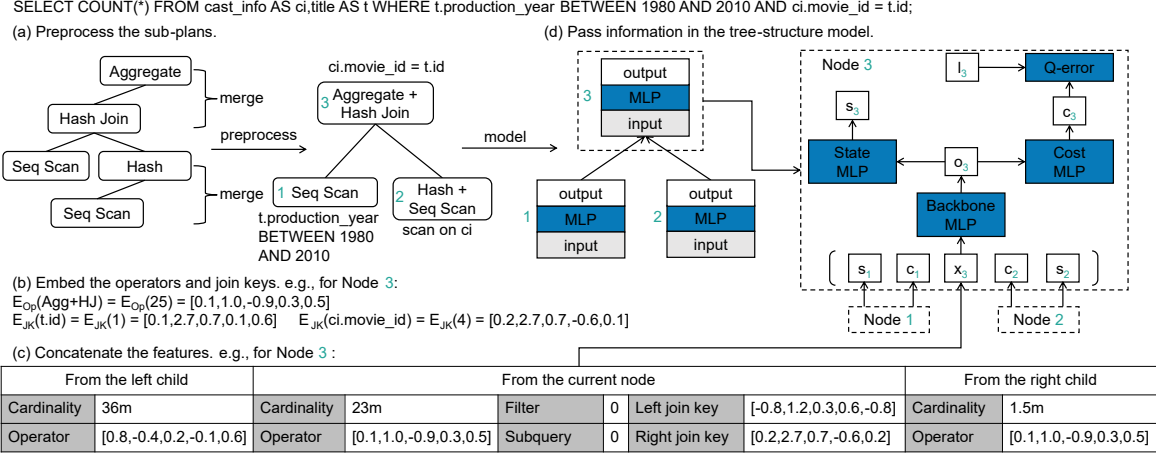 SELECT COUNT(*) FROM cast_info AS ci,title AS t WHERE t.production_year BETWEEN 1980 AND 2010 AND ci.movie_id = t.id;
(a) Preprocess the sub-plans.
Aggregate
Hash Join
Seq Scan
Hash
Seq Scan
merge
merge
preprocess
ci.movie_id = t.id
3 Aggregate +
Hash Join
1 Seq Scan
2 Hash +
Seq Scan
t.production_year
BETWEEN 1980
AND 2010
scan on ci
model
(d) Pass information in the tree-structure model.
3
output
MLP
input
1
output
MLP
input
2
output
MLP
input
Node 3
l3
Q-error
s3
c3
State
MLP
o3
Cost
MLP
Backbone
MLP
s1 c1 x3 c2 s2
Node 1
Node 2
(b) Embed the operators and join keys. e.g., for Node 3:
EOp(Agg+HJ) = EOp(25) = [0.1,1.0,-0.9,0.3,0.5]
EJK(t.id) = EJK(1) = [0.1,2.7,0.7,0.1,0.6] EJK(ci.movie_id) = EJK(4) = [0.2,2.7,0.7,-0.6,0.1]
(c) Concatenate the features. e.g., for Node 3 :
From the left child From the current node From the right child
Cardinality 36m Cardinality 23m Filter 0 Left join key [-0.8,1.2,0.3,0.6,-0.8] Cardinality 1.5m
Operator [0.8,-0.4,0.2,-0.1,0.6] Operator [0.1,1.0,-0.9,0.3,0.5] Subquery 0 Right join key [0.2,2.7,0.7,-0.6,0.2] Operator [0.1,1.0,-0.9,0.3,0.5]